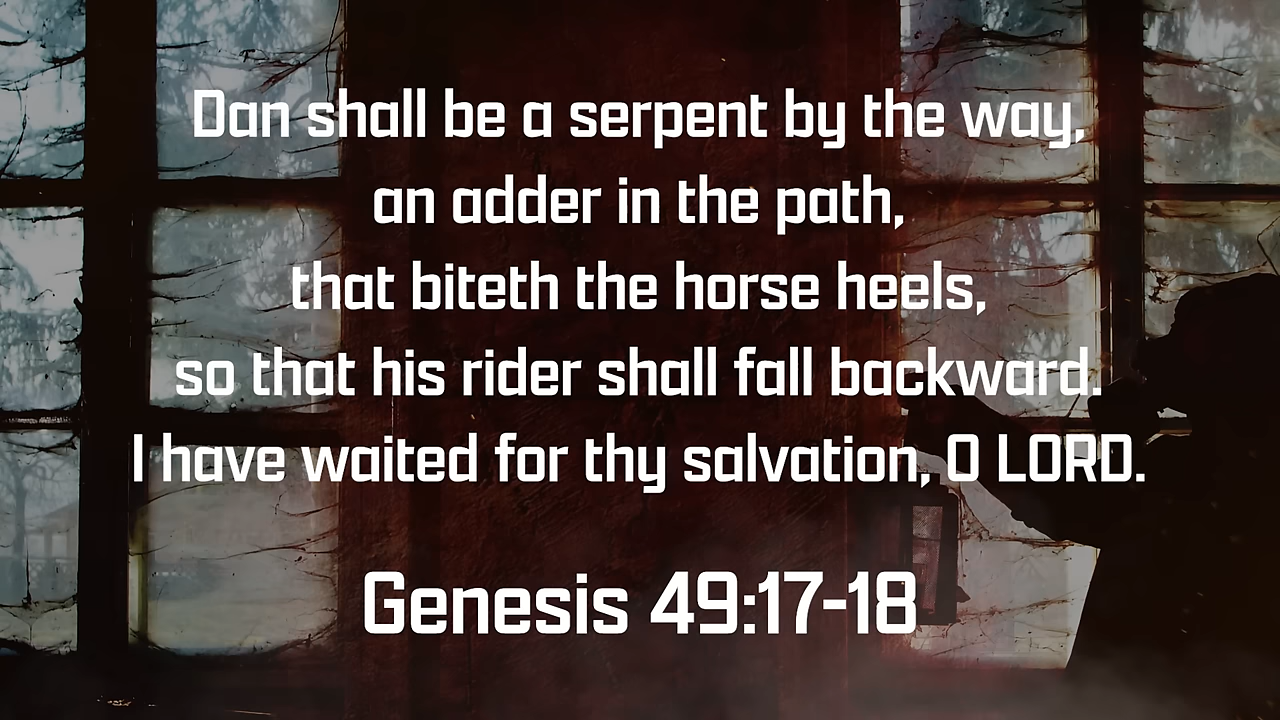 Dan shall be a serpent by the way,
an adder in the path,
that biteth the horse heels,
so that his rider shall fall backward.
I have waited for thy salvation, O LORD.
Genesis 49:17-18